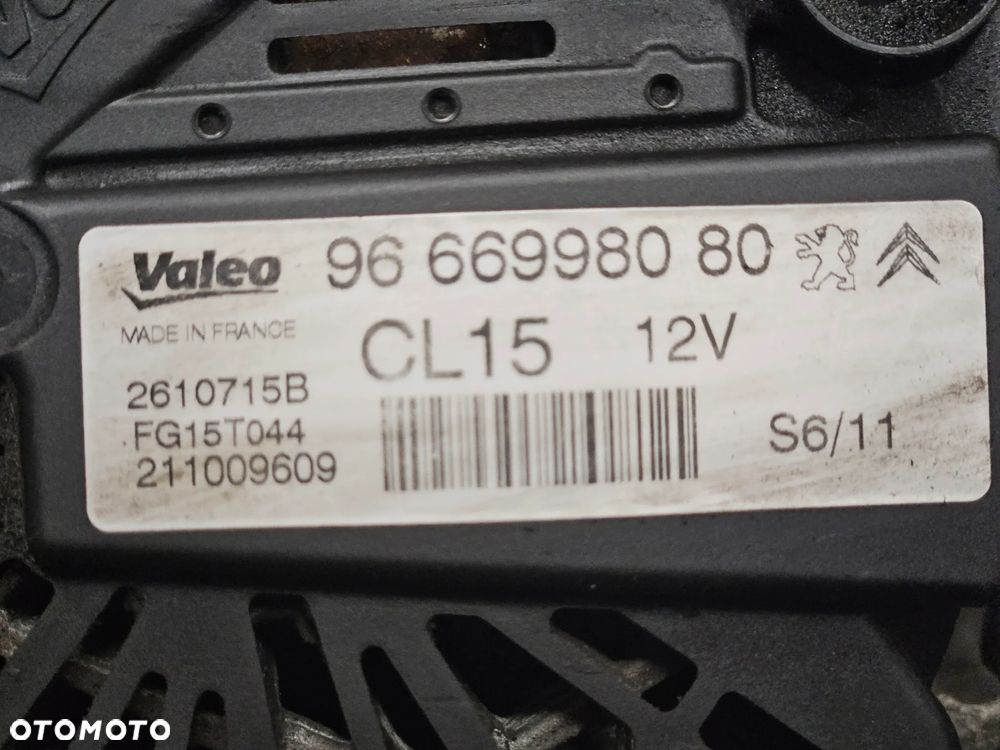 Valeo 96 669980 80
MADE IN FRANCE
CL15 12V
2610715B
FG15T044
211009609
S6/11
OTOMOTO